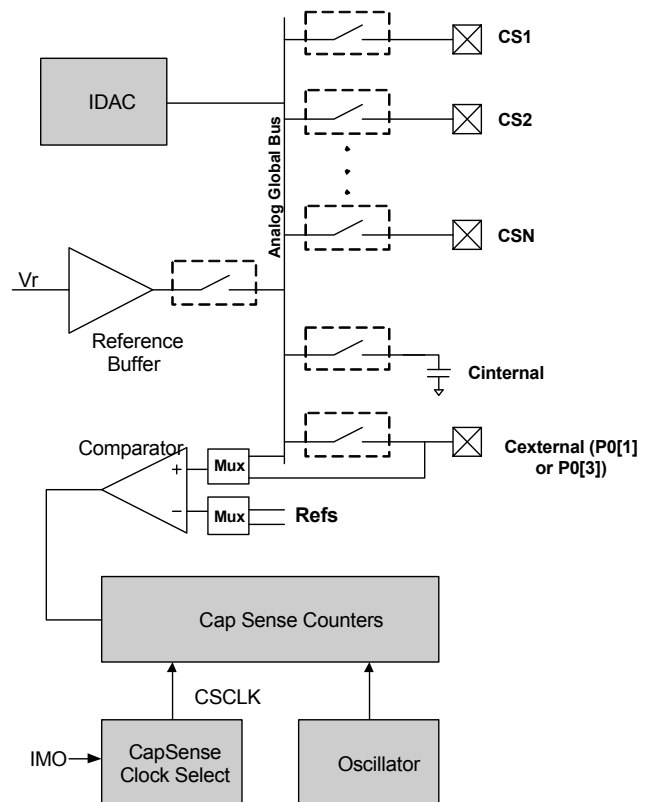 CS1
IDAC
CS2
Analog Global Bus
CSN
Vr
Reference
Buffer
Cinternal
Comparator
Cexternal (P0[1]
or P0[3])
+
Mux
−
Mux
Refs
Cap Sense Counters
CSCLK
IMO
CapSense
Clock Select
Oscillator